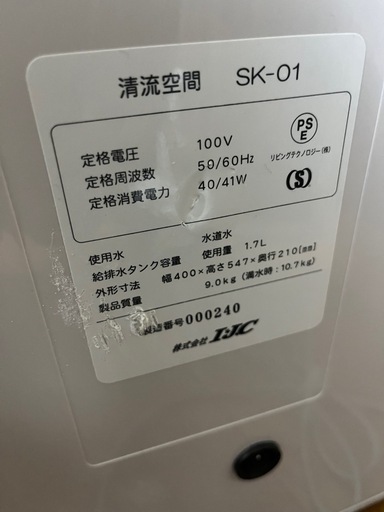 清流空間 SK-01
定格電圧 100V
定格周波数 50/60Hz
定格消費電力 40/41W
PSE
リビングテクノロジー(株)
S
使用水 水道水
給排水タンク容量 使用量 1.7L
外形寸法 幅400×高さ547×奥行210[mm]
製品質量 9.0kg(満水時:10.7kg)
製造番号000240
株式会社 I·JC